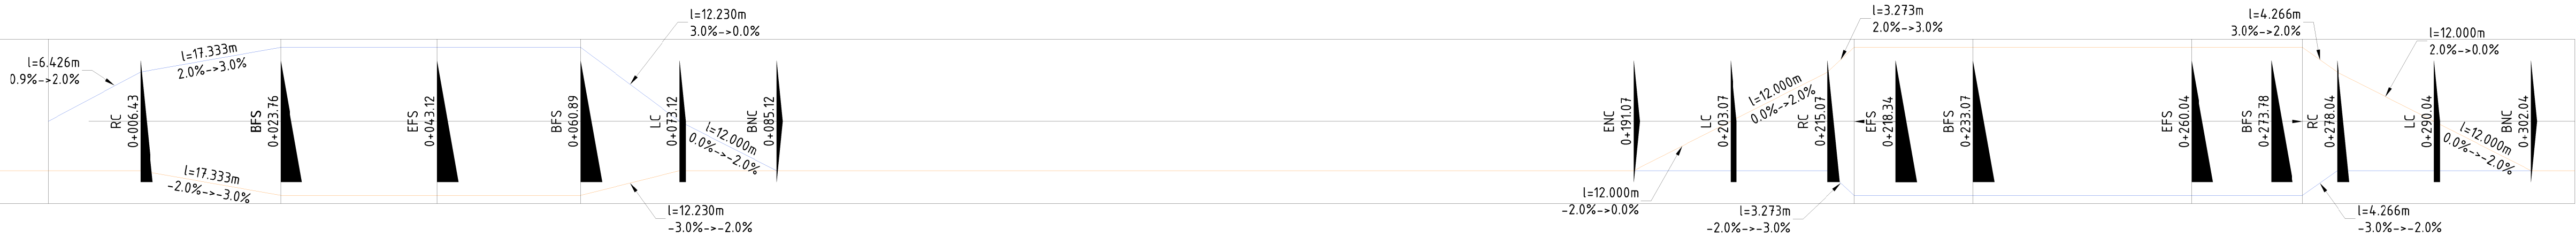 l=6.426m
0.9%->2.0%
RC
0+006.43
l=17.333m
2.0%->3.0%
l=17.333m
-2.0%->-3.0%
BFS
0+023.76
EFS
0+043.12
BFS
0+060.89
l=12.230m
3.0%->0.0%
l=12.230m
-3.0%->-2.0%
LC
0+073.12
l=12.000m
0.0%->-2.0%
BNC
0+085.12
ENC
0+191.07
l=12.000m
-2.0%->0.0%
LC
0+203.07
l=12.000m
0.0%->2.0%
RC
0+215.07
l=3.273m
2.0%->3.0%
l=3.273m
-2.0%->-3.0%
EFS
0+218.34
BFS
0+233.07
EFS
0+260.04
BFS
0+273.78
l=4.266m
3.0%->2.0%
RC
0+278.04
l=4.266m
-3.0%->-2.0%
l=12.000m
2.0%->0.0%
LC
0+290.04
l=12.000m
0.0%->-2.0%
BNC
0+302.04